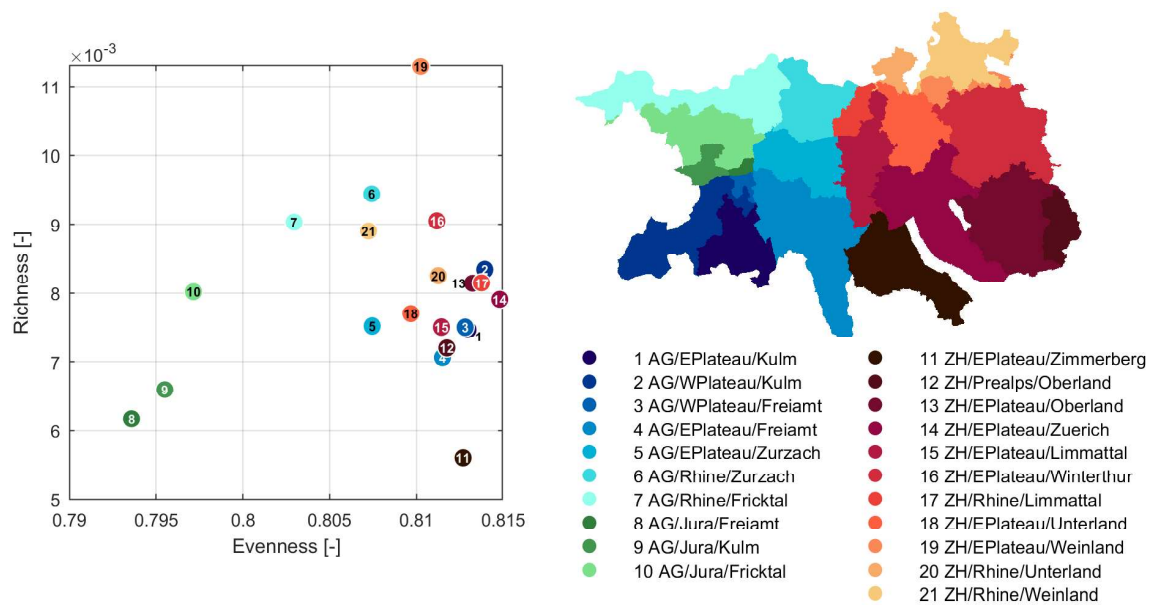 ×10⁻³
11
10
9
8
7
6
5
0.79 0.795 0.8 0.805 0.81 0.815
Richness [-]
Evenness [-]
19
6
7
16
21
2
20
13
17
10
14
18
5
15
3
1
12
4
9
8
11
1 AG/EPlateau/Kulm
2 AG/WPlateau/Kulm
3 AG/WPlateau/Freiamt
4 AG/EPlateau/Freiamt
5 AG/EPlateau/Zurzach
6 AG/Rhine/Zurzach
7 AG/Rhine/Fricktal
8 AG/Jura/Freiamt
9 AG/Jura/Kulm
10 AG/Jura/Fricktal
11 ZH/EPlateau/Zimmerberg
12 ZH/Prealps/Oberland
13 ZH/EPlateau/Oberland
14 ZH/EPlateau/Zuerich
15 ZH/EPlateau/Limmattal
16 ZH/EPlateau/Winterthur
17 ZH/Rhine/Limmattal
18 ZH/EPlateau/Unterland
19 ZH/EPlateau/Weinland
20 ZH/Rhine/Unterland
21 ZH/Rhine/Weinland